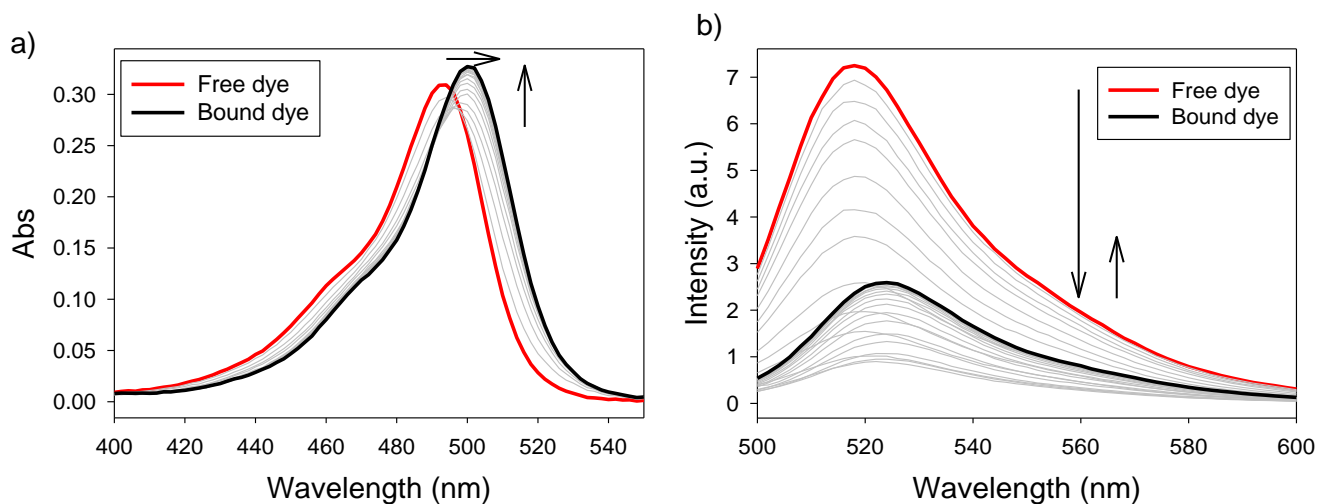 a)
Free dye
Bound dye
0.30
0.25
0.20
0.15
0.10
0.05
0.00
Abs
400 420 440 460 480 500 520 540
Wavelength (nm)
b)
Free dye
Bound dye
7
6
5
4
3
2
1
0
Intensity (a.u.)
500 520 540 560 580 600
Wavelength (nm)